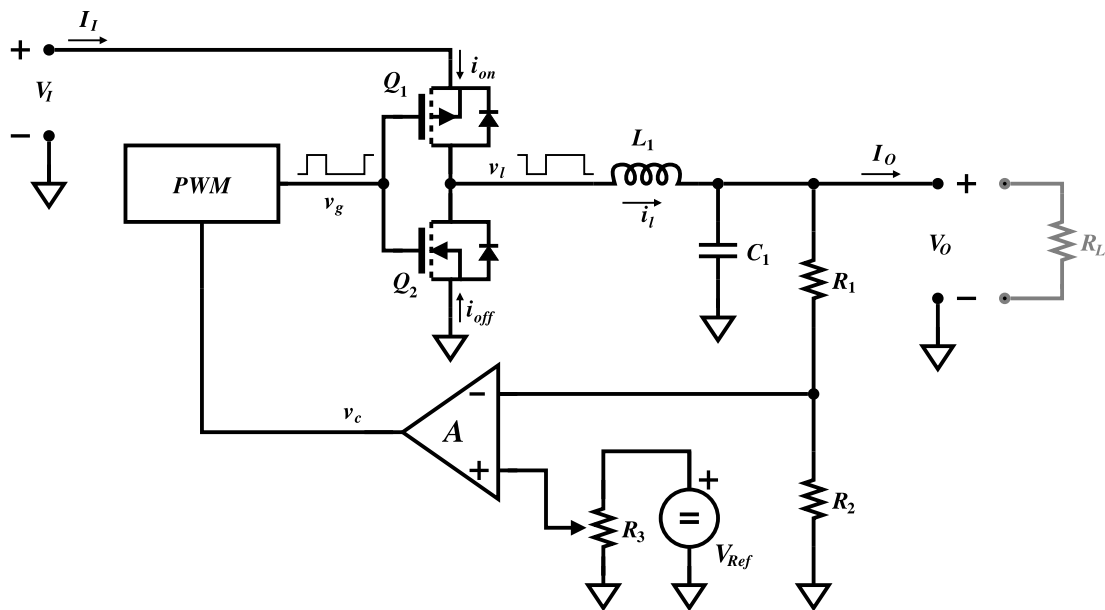 I_I
+
V_I
−
i_on
Q_1
PWM
v_g
v_l
L_1
i_l
I_O
+
V_O
−
R_L
C_1
R_1
Q_2
i_off
v_c
−
A
+
R_3
+
=
V_Ref
R_2